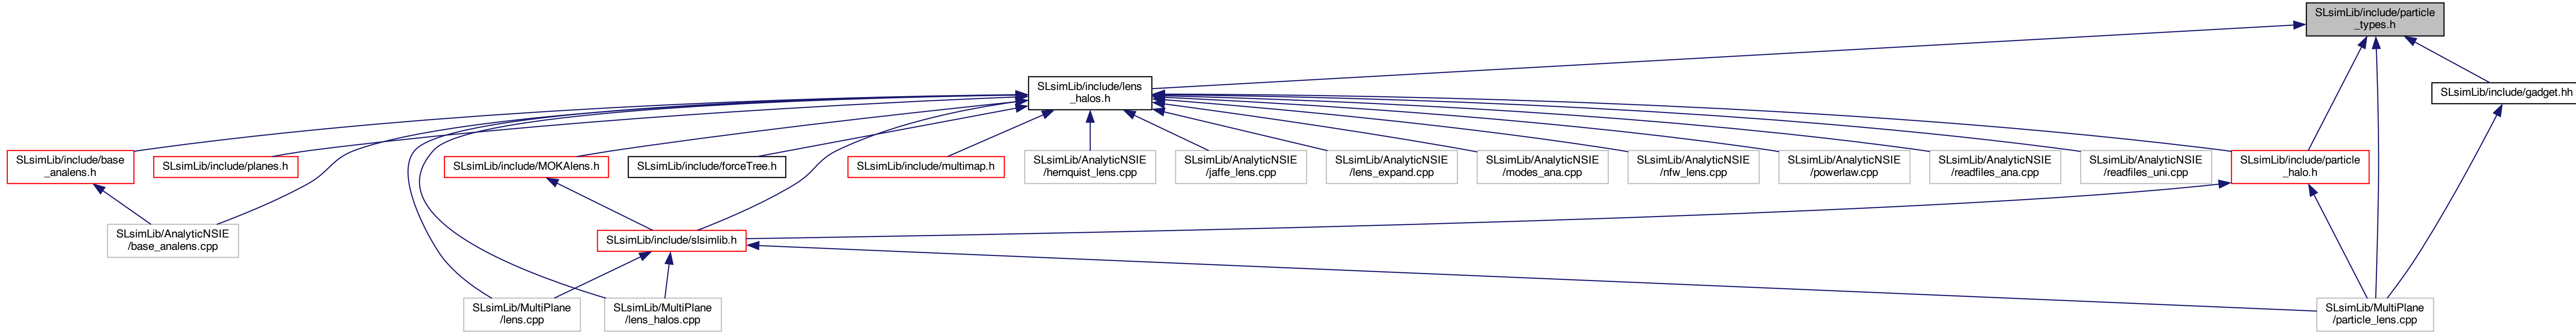 SLsimLib/include/particle
_types.h
SLsimLib/include/lens
_halos.h
SLsimLib/include/gadget.hh
SLsimLib/include/base
_analens.h
SLsimLib/include/planes.h
SLsimLib/include/MOKAlens.h
SLsimLib/include/forceTree.h
SLsimLib/include/multimap.h
SLsimLib/AnalyticNSIE
/hernquist_lens.cpp
SLsimLib/AnalyticNSIE
/jaffe_lens.cpp
SLsimLib/AnalyticNSIE
/lens_expand.cpp
SLsimLib/AnalyticNSIE
/modes_ana.cpp
SLsimLib/AnalyticNSIE
/nfw_lens.cpp
SLsimLib/AnalyticNSIE
/powerlaw.cpp
SLsimLib/AnalyticNSIE
/readfiles_ana.cpp
SLsimLib/AnalyticNSIE
/readfiles_uni.cpp
SLsimLib/include/particle
_halo.h
SLsimLib/AnalyticNSIE
/base_analens.cpp
SLsimLib/include/slsimlib.h
SLsimLib/MultiPlane
/lens.cpp
SLsimLib/MultiPlane
/lens_halos.cpp
SLsimLib/MultiPlane
/particle_lens.cpp